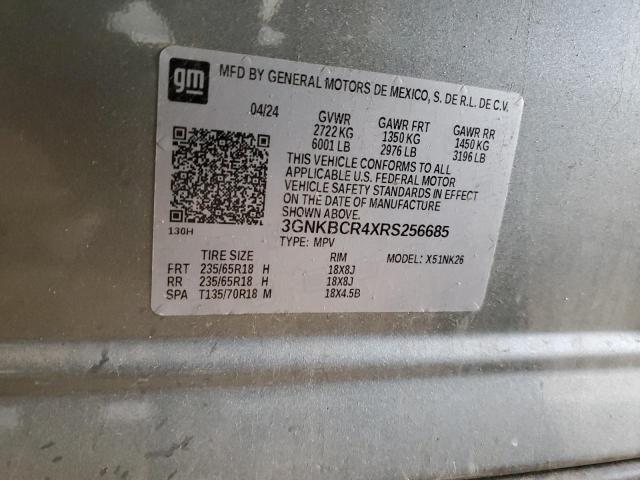 gm
MFD BY GENERAL MOTORS DE MEXICO, S. DE R.L. DE C.V.
04/24 GVWR GAWR FRT GAWR RR
2722 KG 1350 KG 1450 KG
6001 LB 2976 LB 3196 LB
THIS VEHICLE CONFORMS TO ALL
APPLICABLE U.S. FEDERAL MOTOR
VEHICLE SAFETY STANDARDS IN EFFECT
ON THE DATE OF MANUFACTURE
SHOWN ABOVE.
130H 3GNKBCR4XRS256685
TYPE: MPV MODEL: X51NK26
TIRE SIZE RIM
FRT 235/65R18 H 18X8J
RR 235/65R18 H 18X8J
SPA T135/70R18 M 18X4.5B